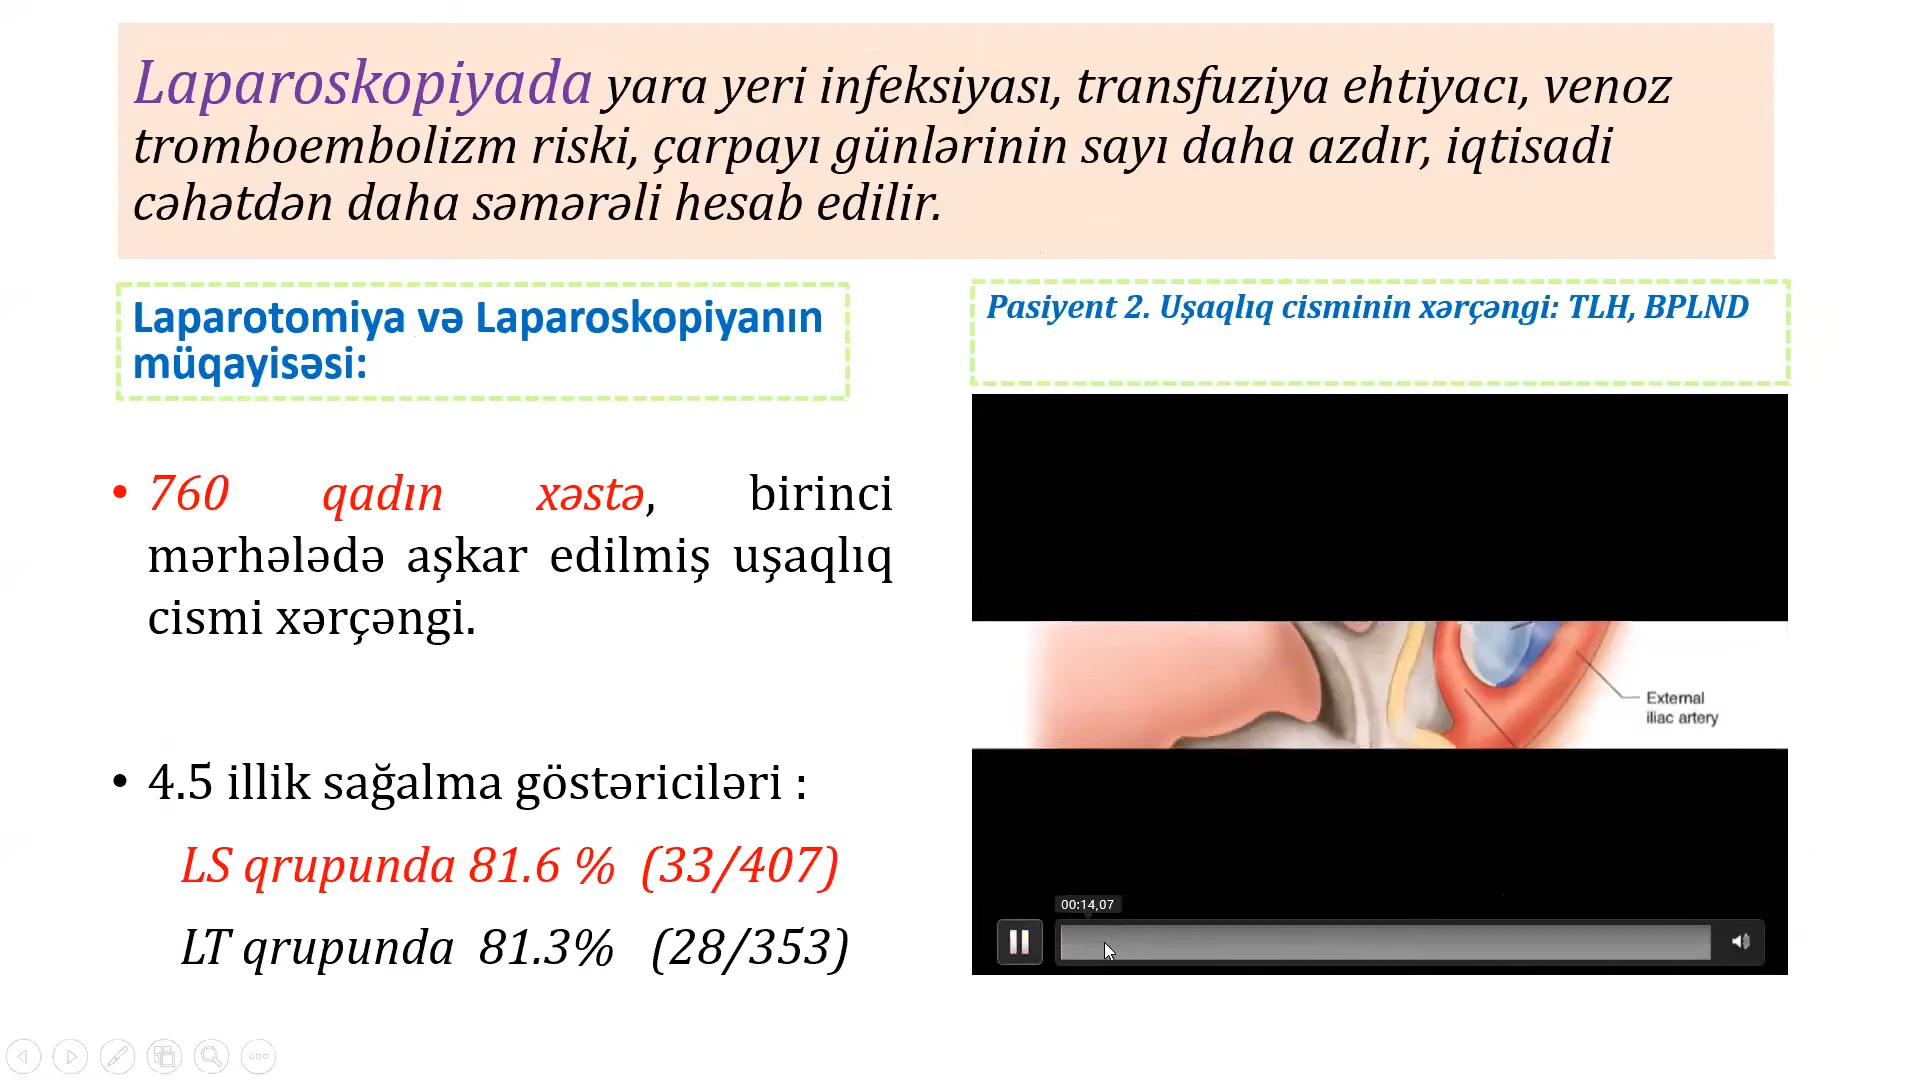 Laparoskopiyada yara yeri infeksiyası, transfuziya ehtiyacı, venoz
tromboembolizm riski, çarpayı günlərinin sayı daha azdır, iqtisadi
cəhətdən daha səmərəli hesab edilir.
Laparotomiya və Laparoskopiyanın
müqayisəsi:
• 760 qadın xəstə, birinci
mərhələdə aşkar edilmiş uşaqlıq
cismi xərçəngi.
• 4.5 illik sağalma göstəriciləri :
LS qrupunda 81.6 % (33/407)
LT qrupunda 81.3% (28/353)
Pasiyent 2. Uşaqlıq cisminin xərçəngi: TLH, BPLND
External
iliac artery
00:14,07